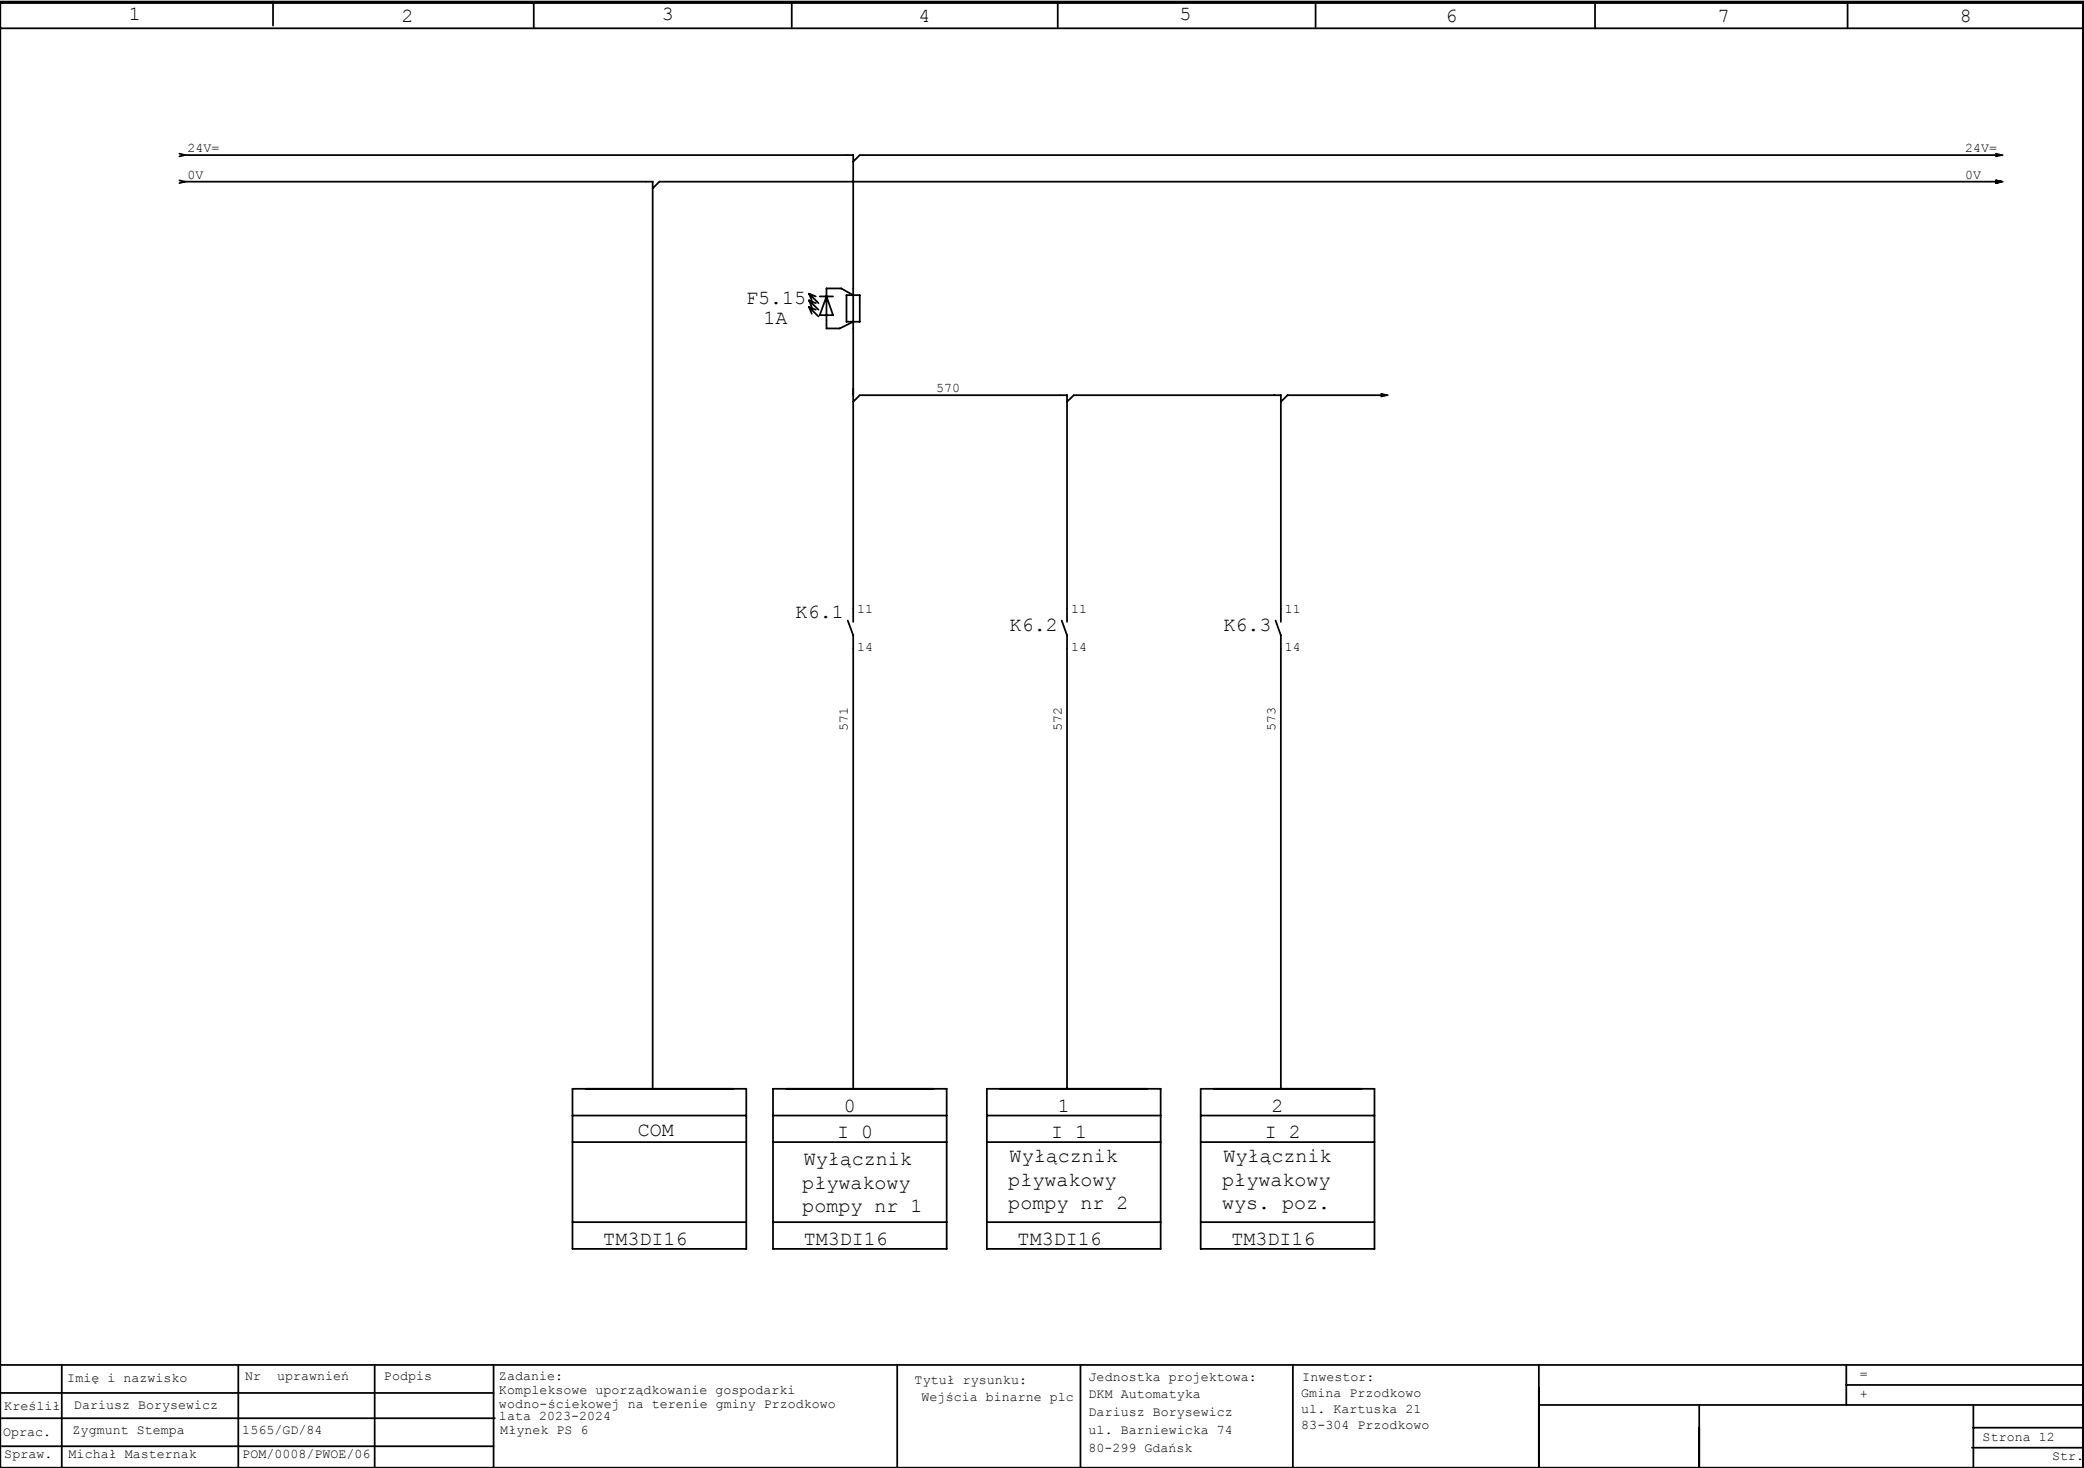 1 2 3 4 5 6 7 8
24V= 24V=
0V 0V
F5.15
1A
570
K6.1 11
14
K6.2 11
14
K6.3 11
14
571 572 573
COM
TM3DI16
0
I 0
Wyłącznik
pływakowy
pompy nr 1
TM3DI16
1
I 1
Wyłącznik
pływakowy
pompy nr 2
TM3DI16
2
I 2
Wyłącznik
pływakowy
wys. poz.
TM3DI16
Imię i nazwisko Nr uprawnień Podpis
Kreślił Dariusz Borysewicz
Oprac. Zygmunt Stempa 1565/GD/84
Spraw. Michał Masternak POM/0008/PWOE/06
Zadanie:
Kompleksowe uporządkowanie gospodarki
wodno-ściekowej na terenie gminy Przodkowo
lata 2023-2024
Młynek PS 6
Tytuł rysunku:
Wejścia binarne plc
Jednostka projektowa:
DKM Automatyka
Dariusz Borysewicz
ul. Barniewicka 74
80-299 Gdańsk
Inwestor:
Gmina Przodkowo
ul. Kartuska 21
83-304 Przodkowo
=
+
Strona 12
Str.